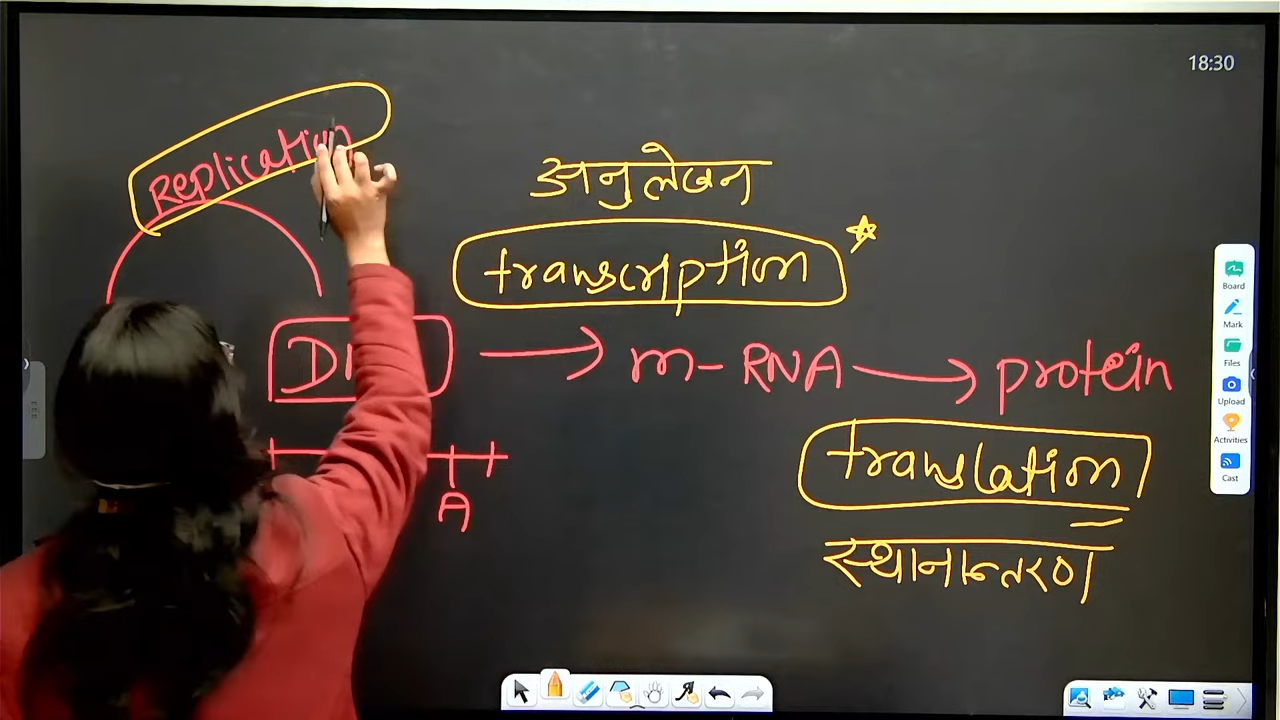 18:30
Replication
अनुलेखन
transcription
m-RNA
protein
A
translation
स्थानान्तरण
Board
Mark
Files
Upload
Activities
Cast